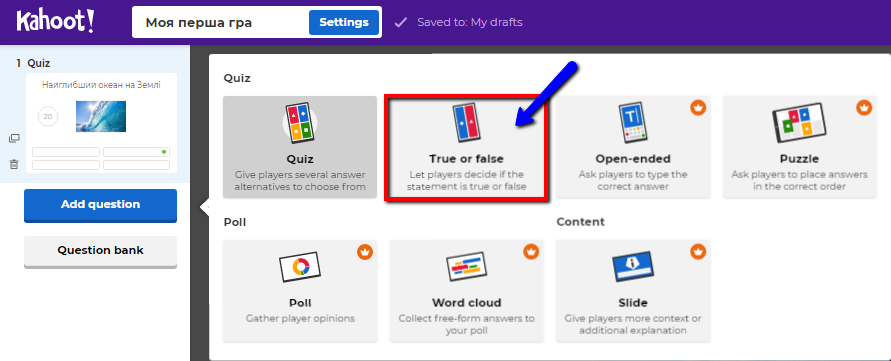 Kahoot!
Моя перша гра
Settings
Saved to: My drafts
1 Quiz
Найглибший океан на Землі
20
Add question
Question bank
Quiz
Quiz
Give players several answer
alternatives to choose from
True or false
Let players decide if the
statement is true or false
Open-ended
Ask players to type the
correct answer
Puzzle
Ask players to place answers
in the correct order
Poll
Poll
Gather player opinions
Word cloud
Collect free-form answers to
your poll
Content
Slide
Give players more context or
additional explanation